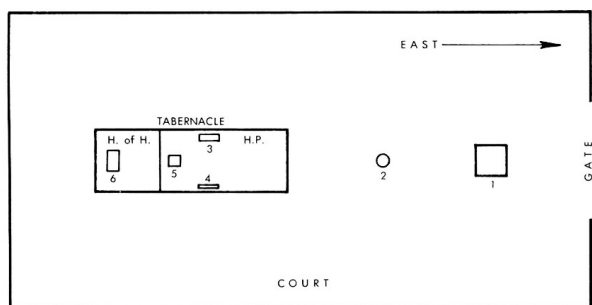 EAST
TABERNACLE
H. of H.
H.P.
3
6
5
4
2
1
GATE
COURT